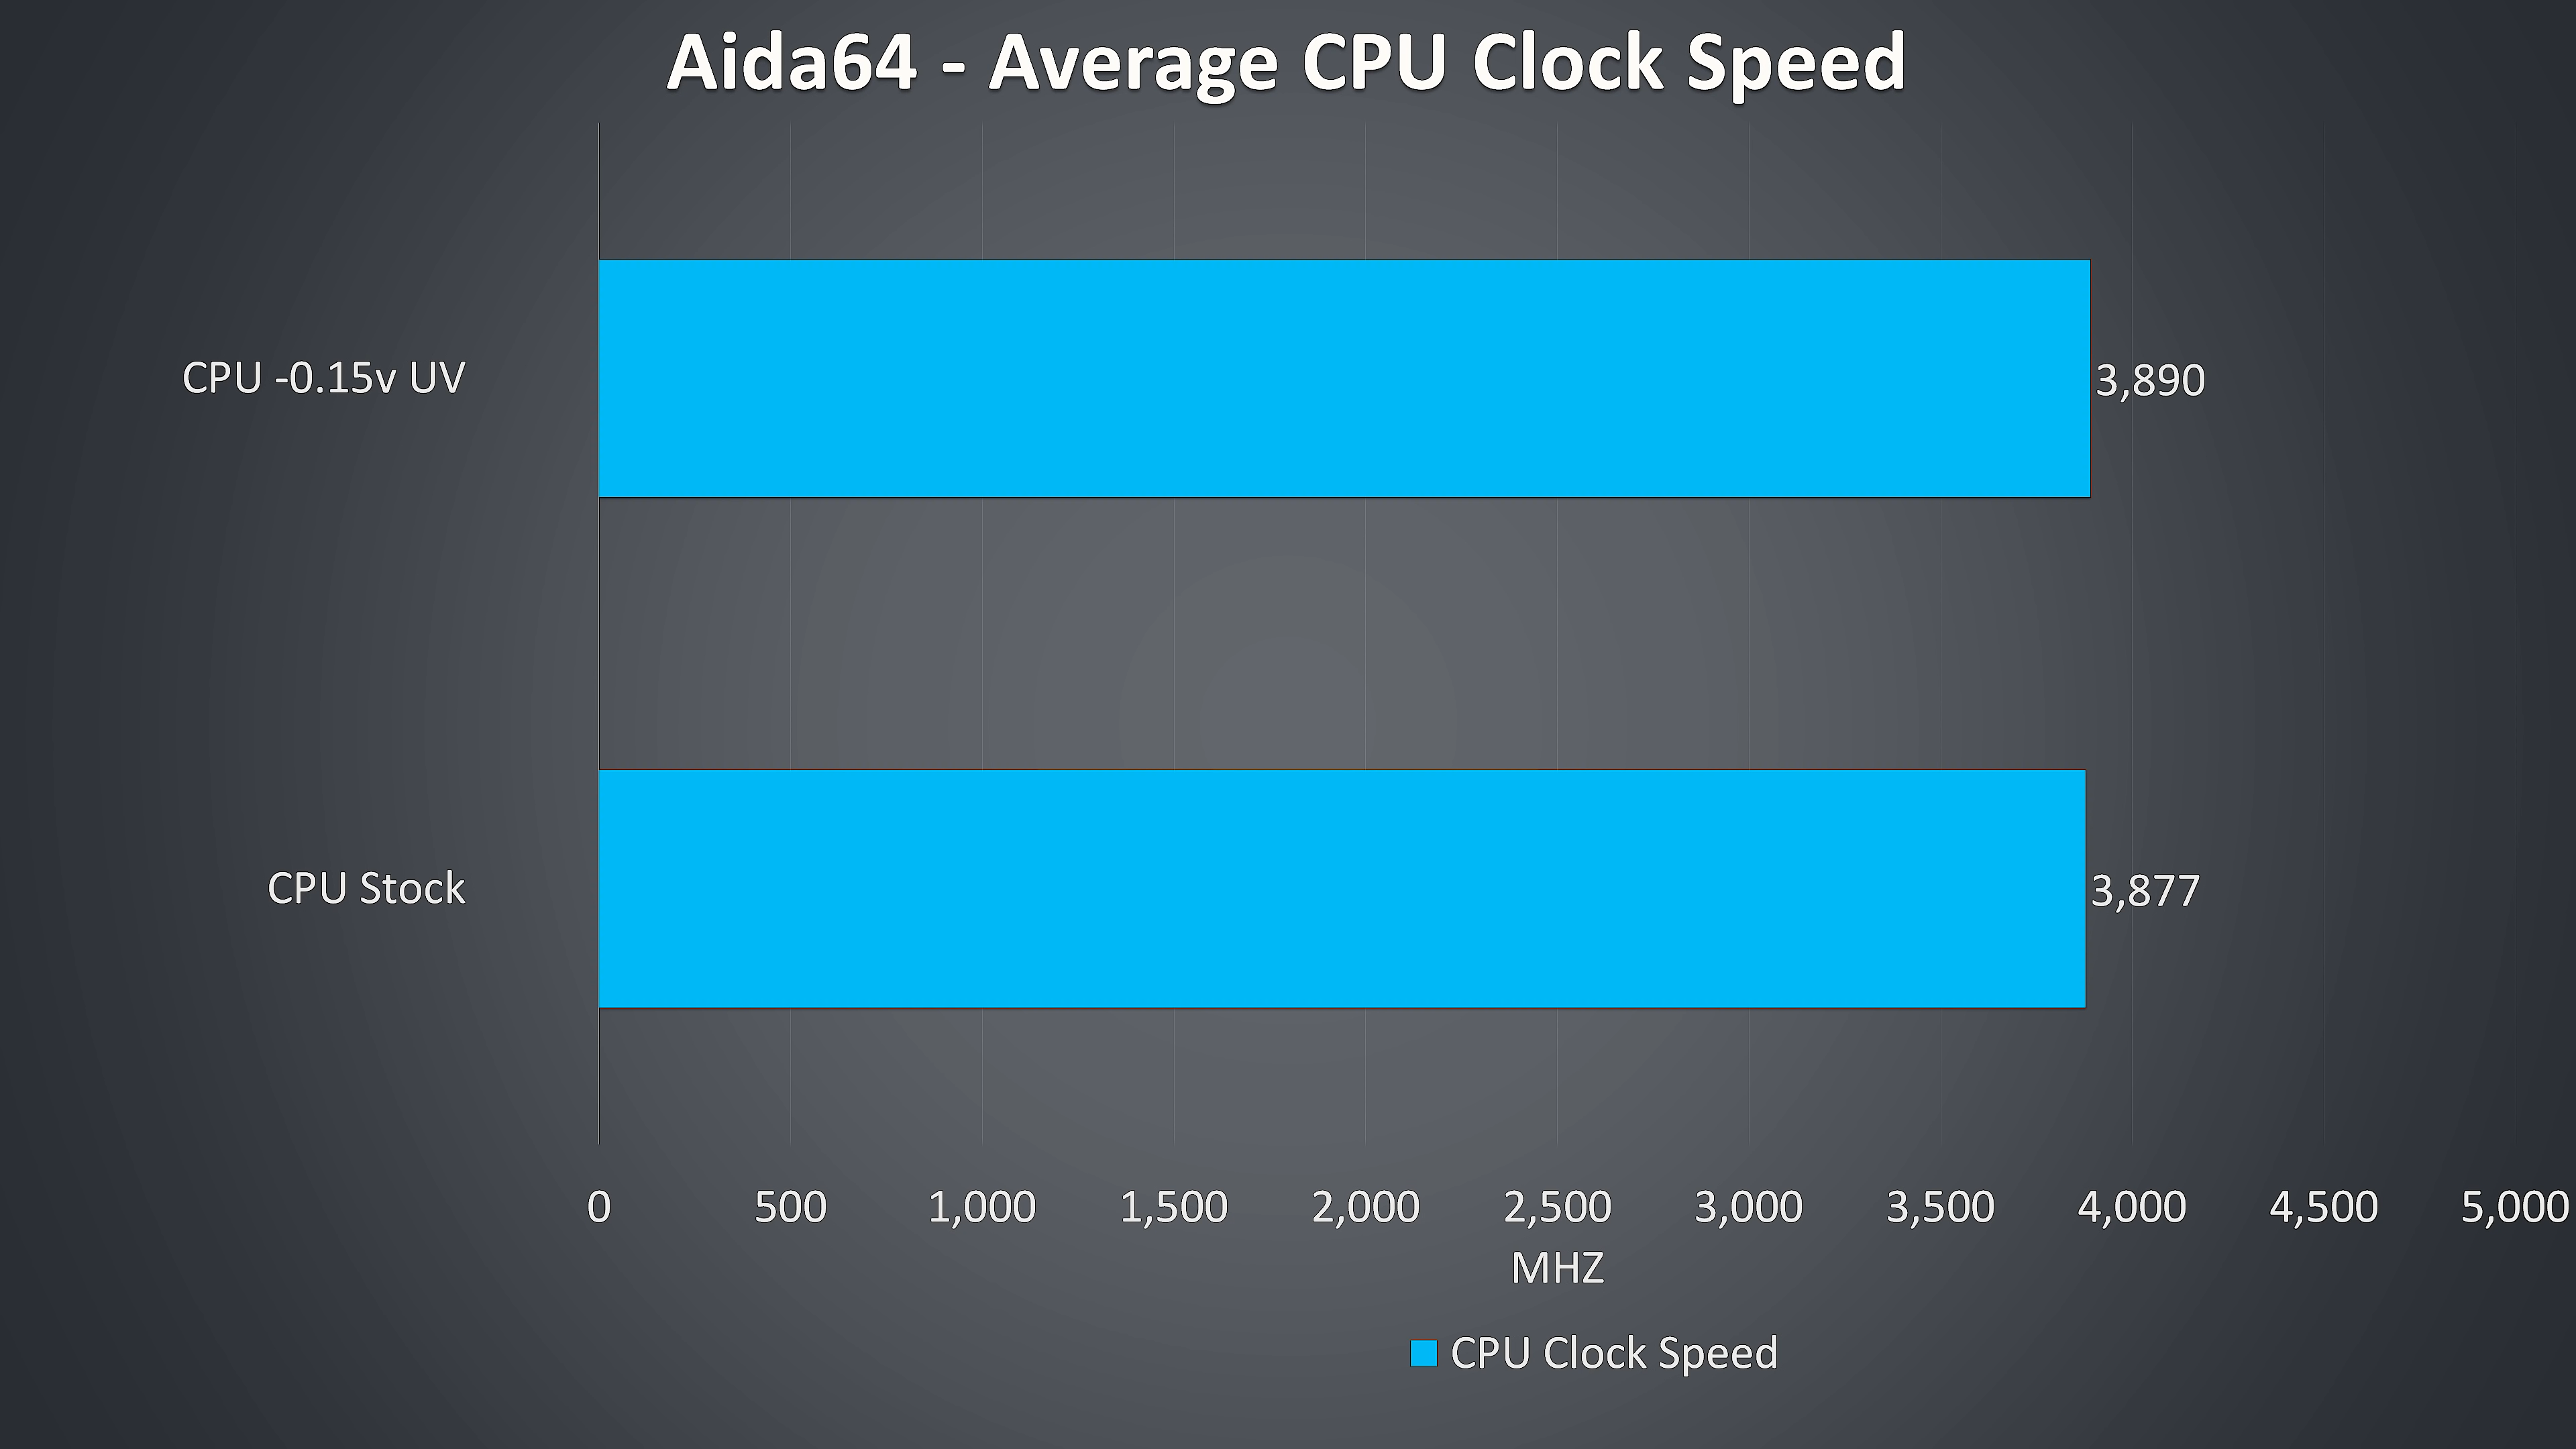 Aida64 - Average CPU Clock Speed
CPU -0.15v UV
3,890
CPU Stock
3,877
0 500 1,000 1,500 2,000 2,500 3,000 3,500 4,000 4,500 5,000
MHZ
CPU Clock Speed